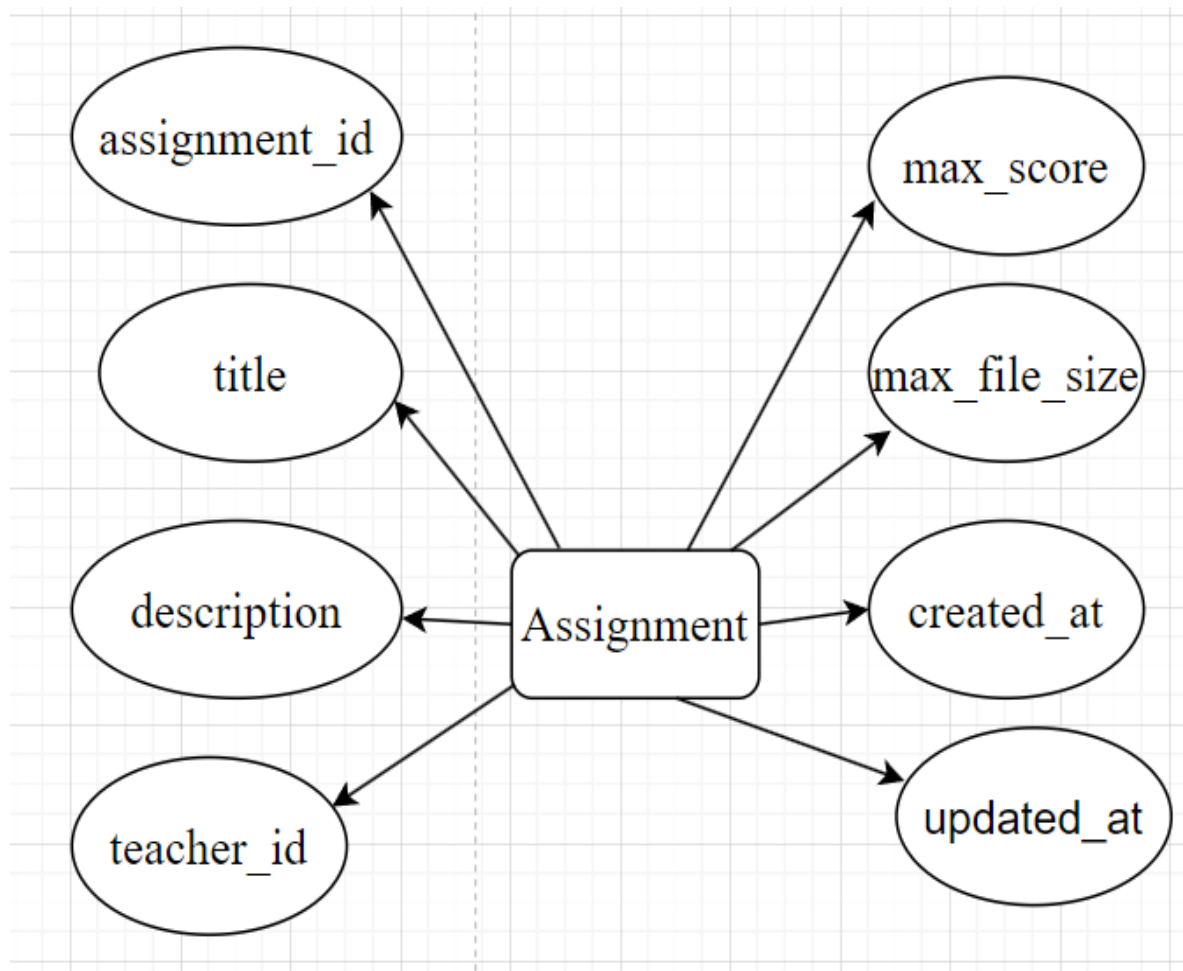 assignment_id
max_score
title
max_file_size
description
Assignment
created_at
teacher_id
updated_at